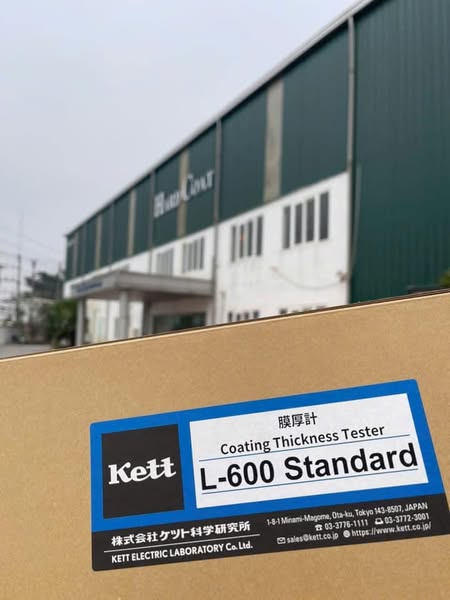 HARD COAT
Kett
膜厚計
Coating Thickness Tester
L-600 Standard
株式会社ケツト科学研究所
KETT ELECTRIC LABORATORY Co. Ltd.
1-8-1 Minami-Magome, Ota-ku, Tokyo 143-8507, JAPAN
03-3776-1111 03-3772-3001
sales@kett.co.jp https://www.kett.co.jp/